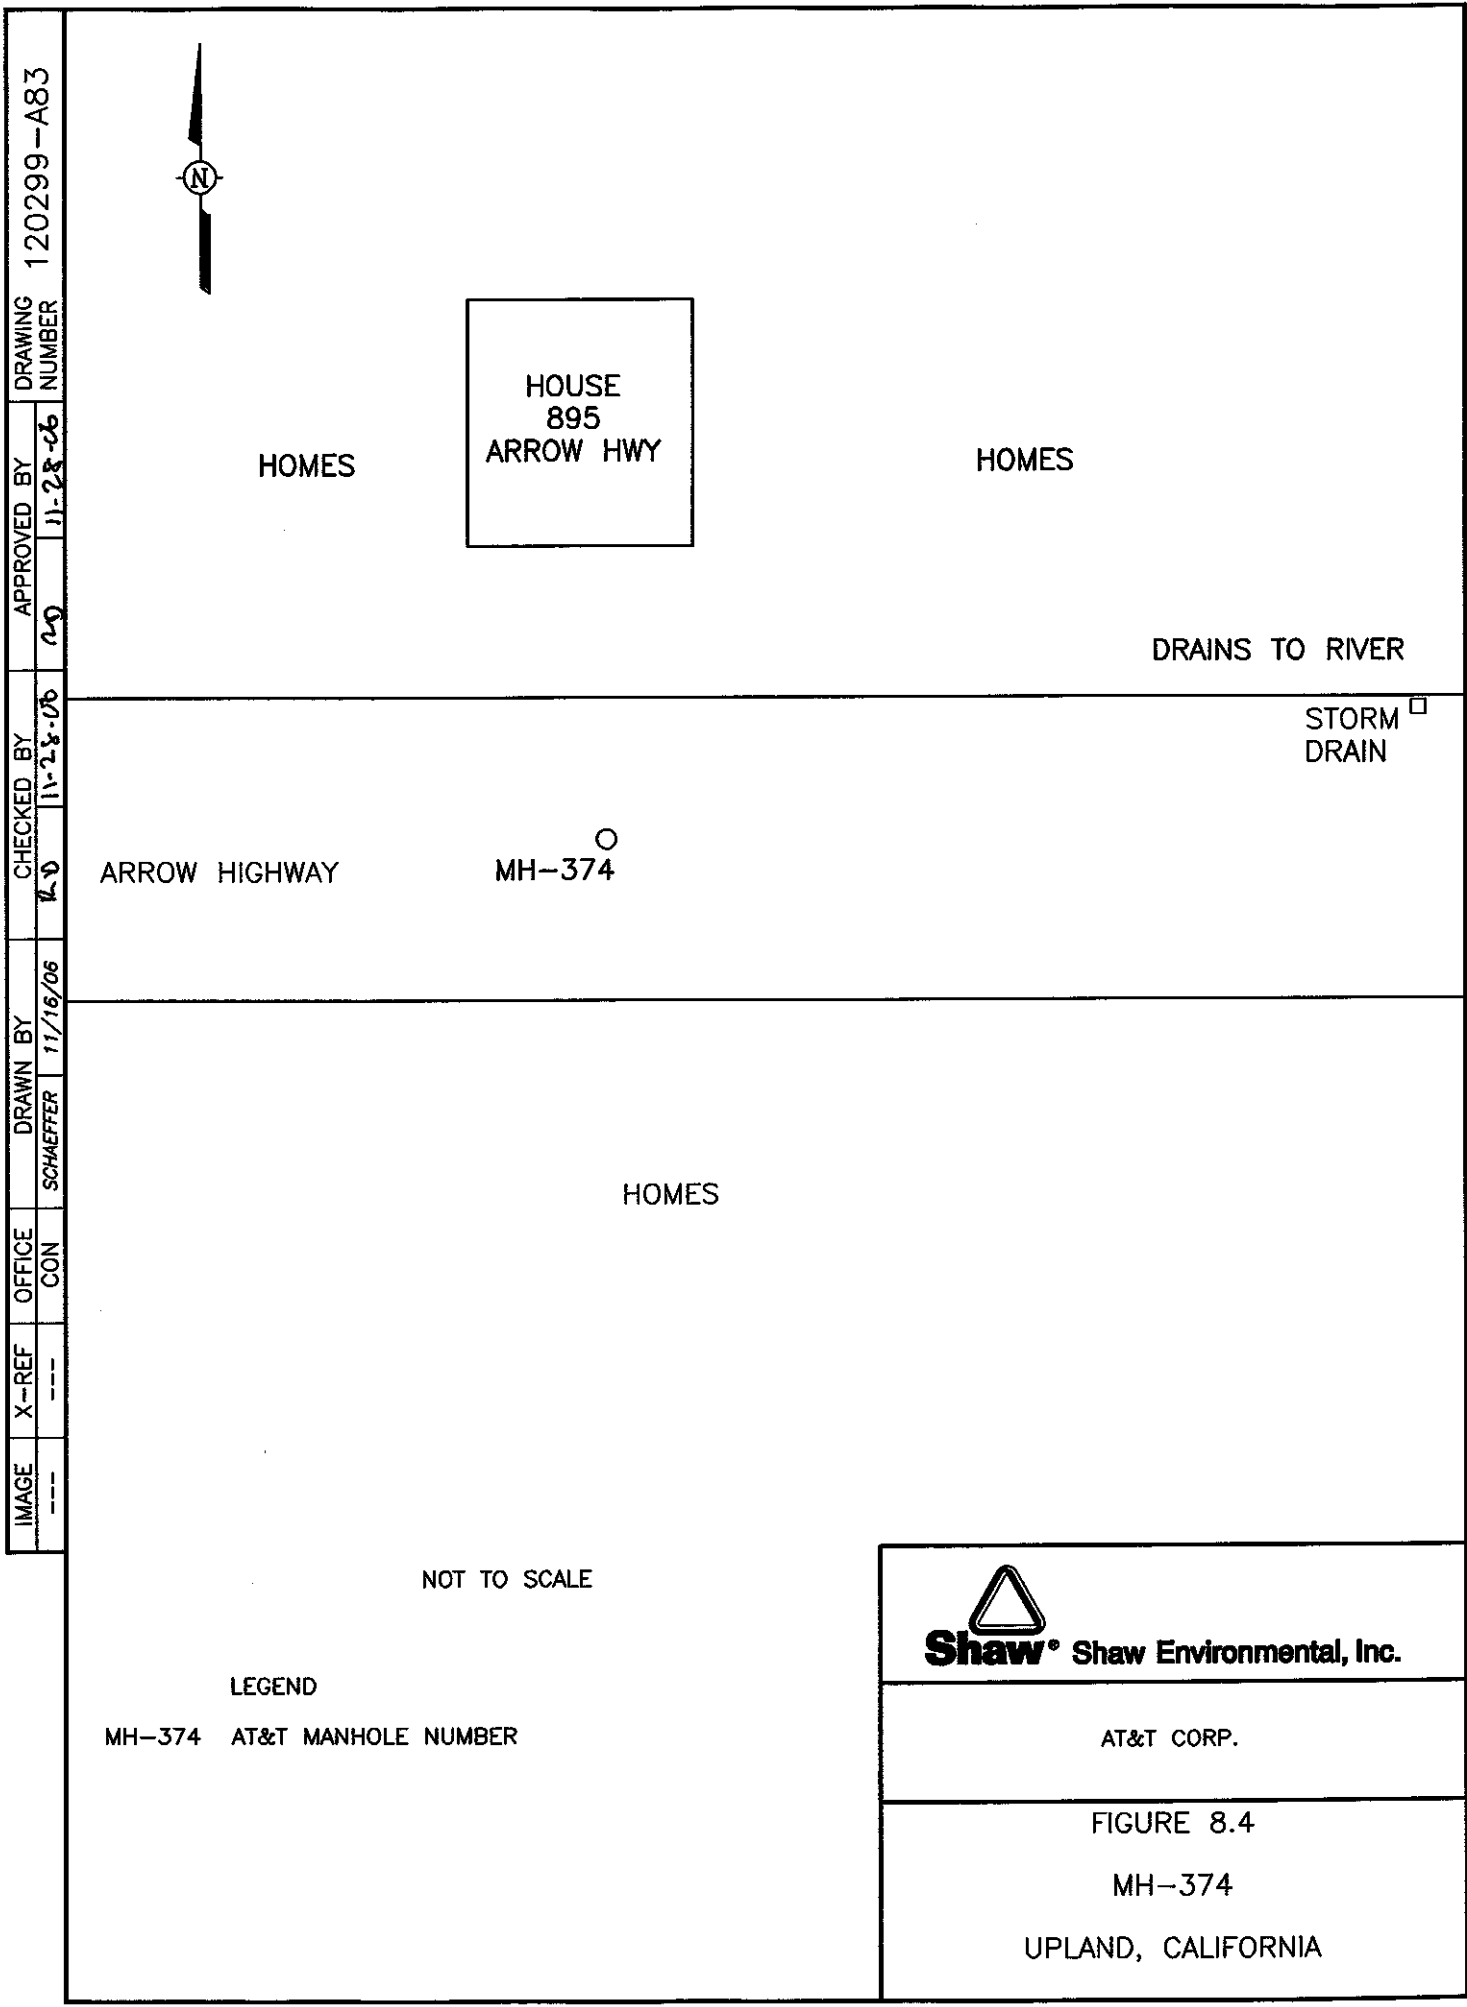 DRAWING NUMBER 120299-A83
APPROVED BY
11-28-06
CHECKED BY
RD 11-28-06
DRAWN BY
SCHAEFFER 11/16/06
OFFICE
CON
X-REF
---
IMAGE
---
N
HOUSE
895
ARROW HWY
HOMES
HOMES
DRAINS TO RIVER
STORM
DRAIN
ARROW HIGHWAY
MH-374
HOMES
NOT TO SCALE
LEGEND
MH-374 AT&T MANHOLE NUMBER
Shaw® Shaw Environmental, Inc.
AT&T CORP.
FIGURE 8.4
MH-374
UPLAND, CALIFORNIA